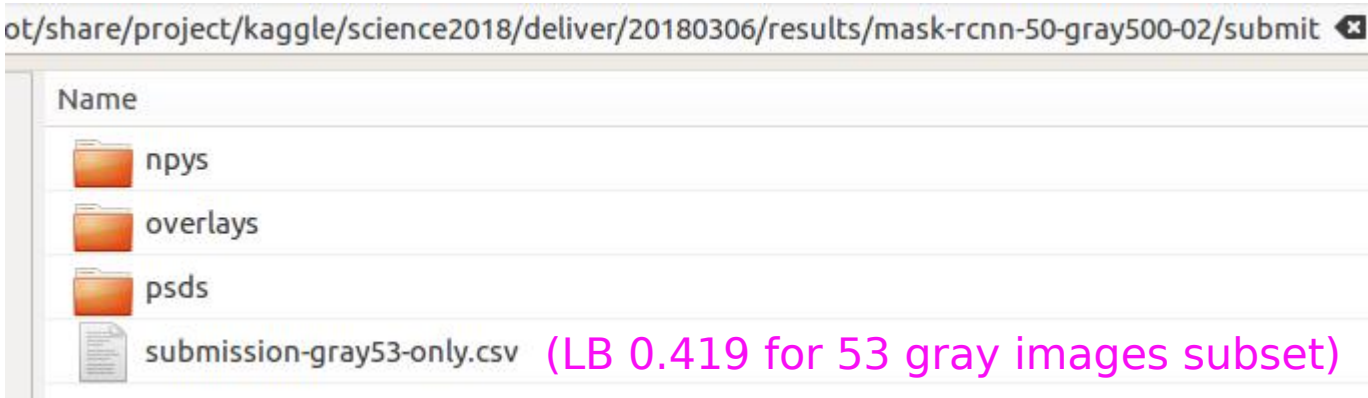 ot/share/project/kaggle/science2018/deliver/20180306/results/mask-rcnn-50-gray500-02/submit
Name
npys
overlays
psds
submission-gray53-only.csv (LB 0.419 for 53 gray images subset)